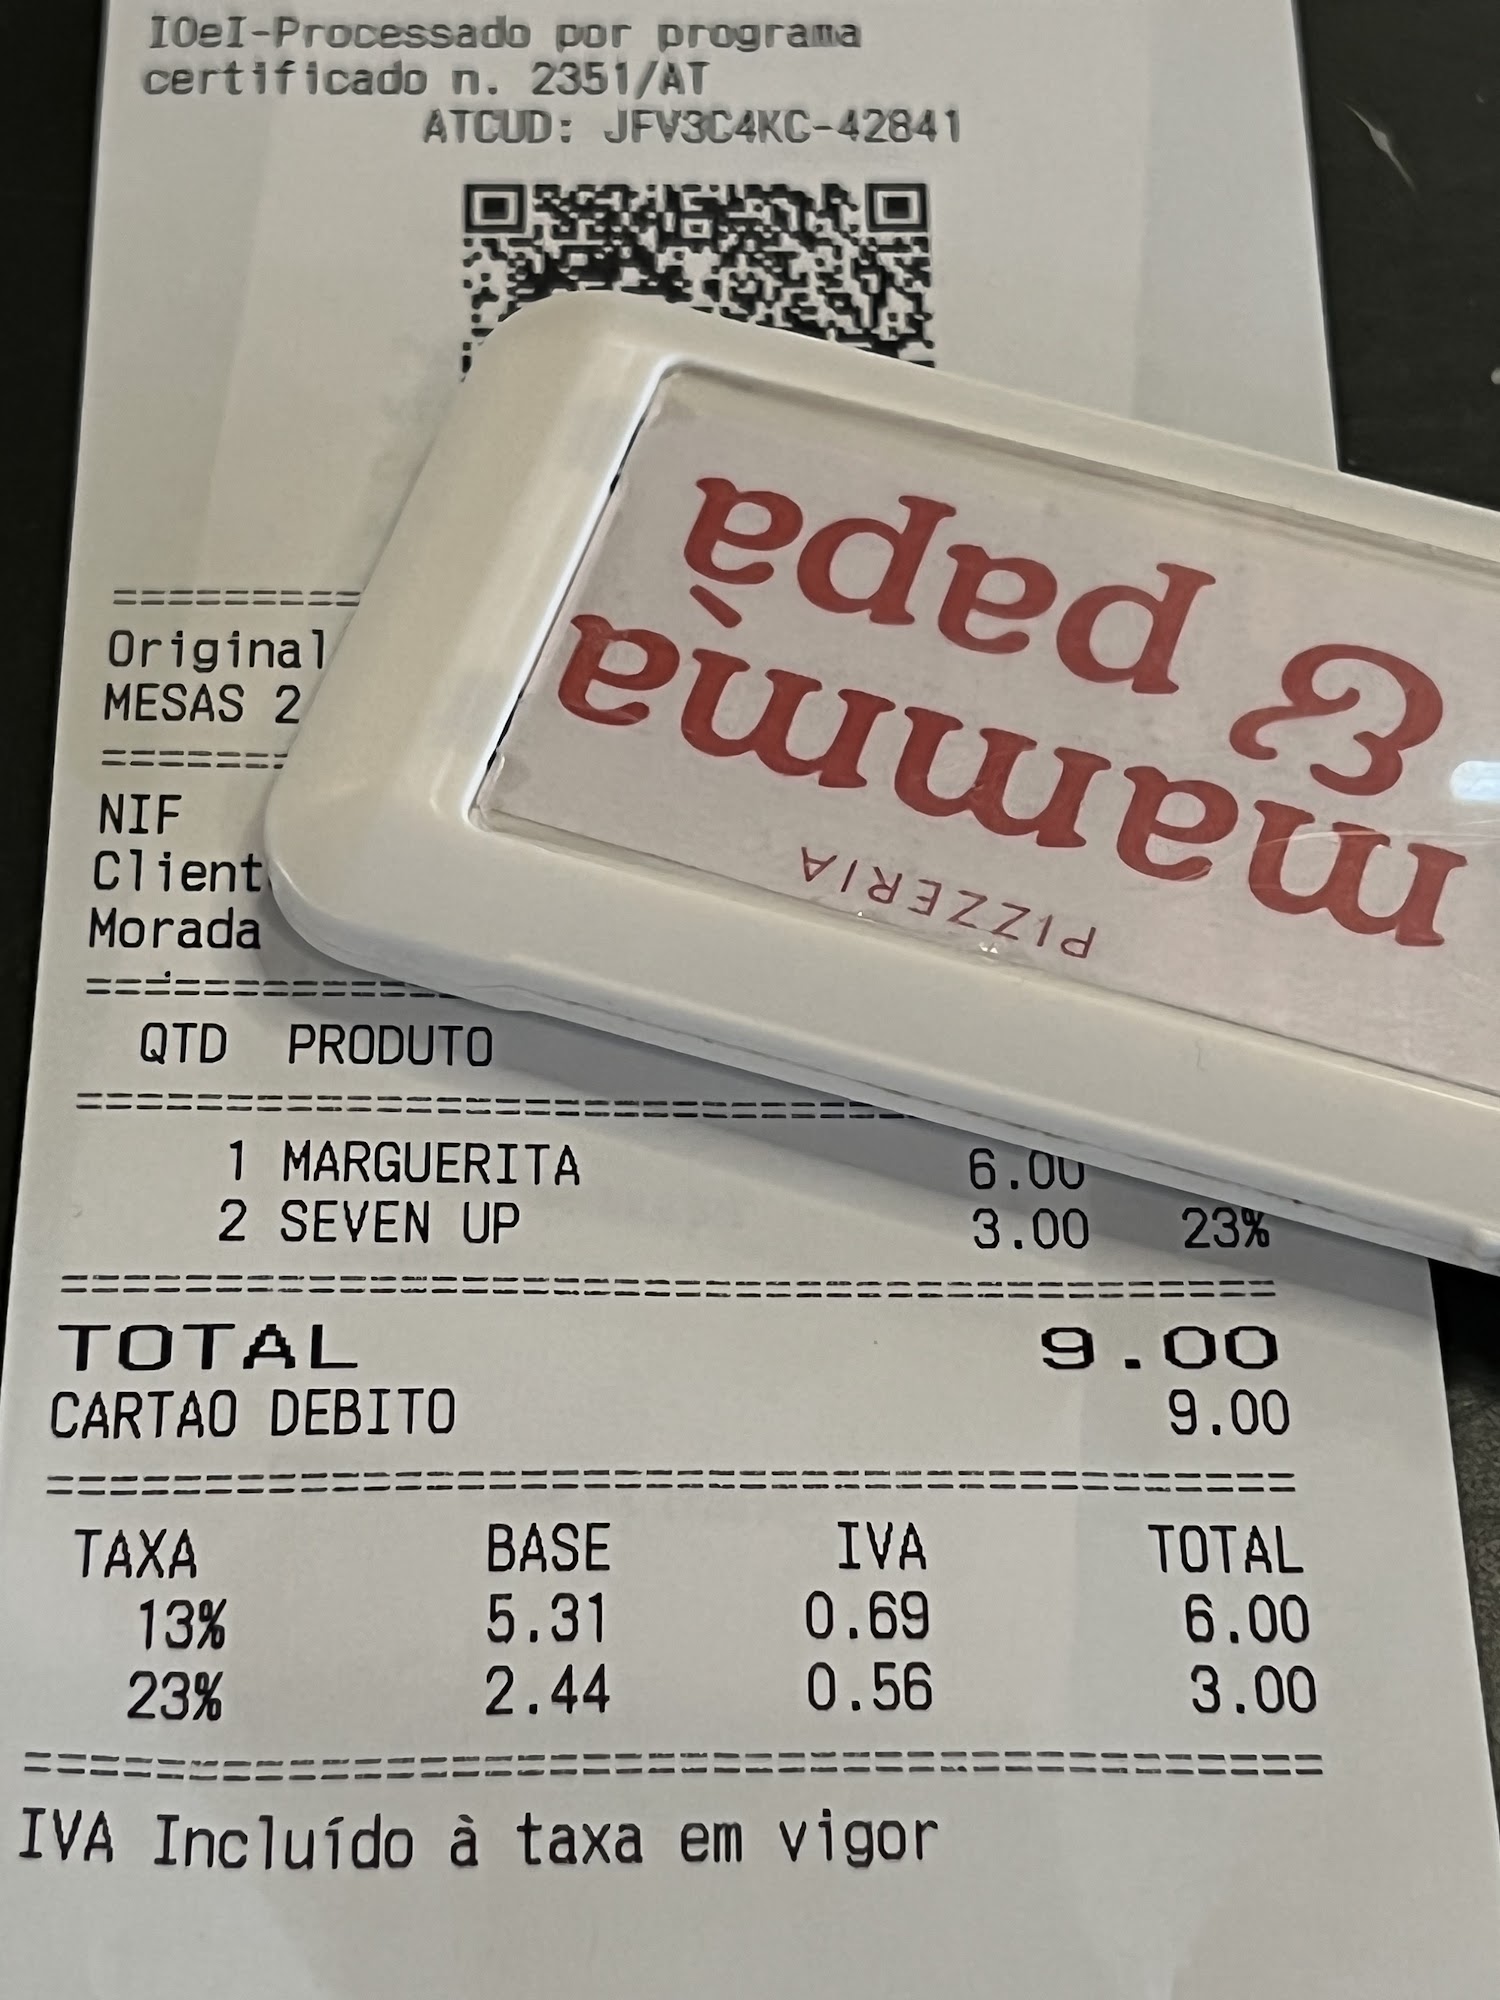 IOeI-Processado por programa
certificado n. 2351/AT
ATCUD: JFV3C4KC-42841
====================
Original
MESAS 2
NIF
Client
Morada
QTD PRODUTO
1 MARGUERITA 6.00
2 SEVEN UP 3.00 23%
TOTAL 9.00
CARTAO DEBITO 9.00
TAXA BASE IVA TOTAL
13% 5.31 0.69 6.00
23% 2.44 0.56 3.00
IVA Incluído à taxa em vigor
PIZZERIA
mammà
& papà